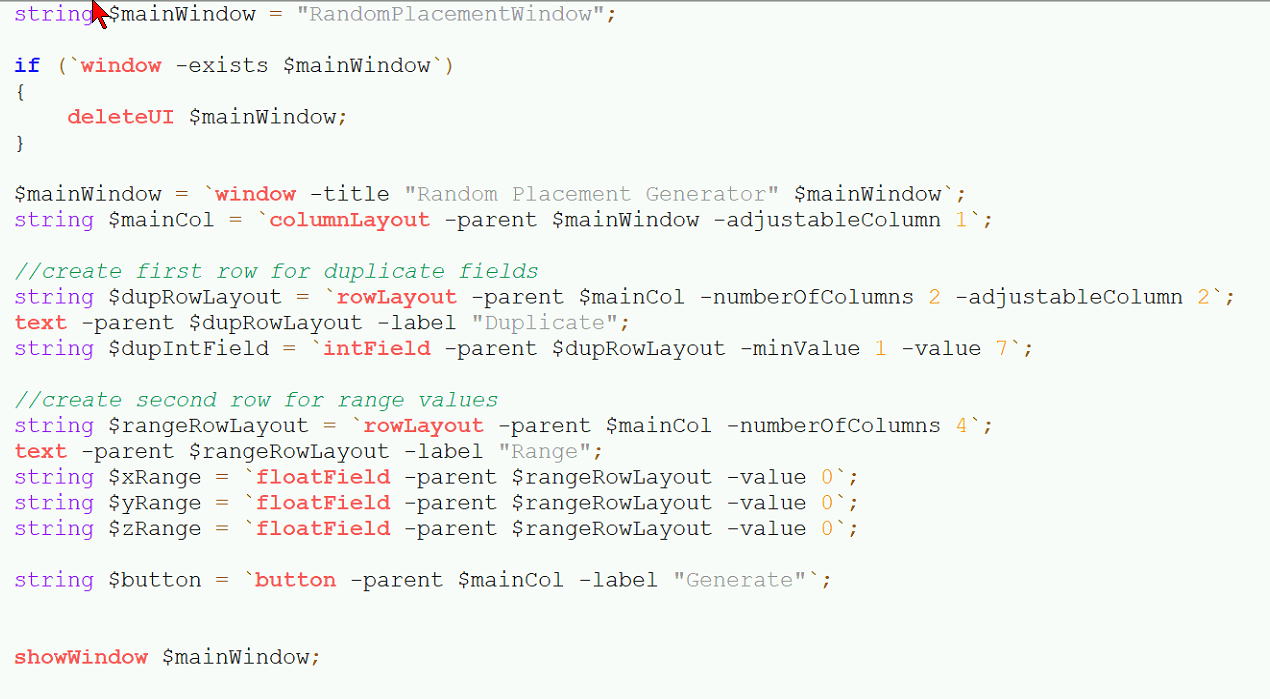 string $mainWindow = "RandomPlacementWindow";
if (`window -exists $mainWindow`)
{
    deleteUI $mainWindow;
}
$mainWindow = `window -title "Random Placement Generator" $mainWindow`;
string $mainCol = `columnLayout -parent $mainWindow -adjustableColumn 1`;
//create first row for duplicate fields
string $dupRowLayout = `rowLayout -parent $mainCol -numberOfColumns 2 -adjustableColumn 2`;
text -parent $dupRowLayout -label "Duplicate";
string $dupIntField = `intField -parent $dupRowLayout -minValue 1 -value 7`;
//create second row for range values
string $rangeRowLayout = `rowLayout -parent $mainCol -numberOfColumns 4`;
text -parent $rangeRowLayout -label "Range";
string $xRange = `floatField -parent $rangeRowLayout -value 0`;
string $yRange = `floatField -parent $rangeRowLayout -value 0`;
string $zRange = `floatField -parent $rangeRowLayout -value 0`;
string $button = `button -parent $mainCol -label "Generate"`;
showWindow $mainWindow;